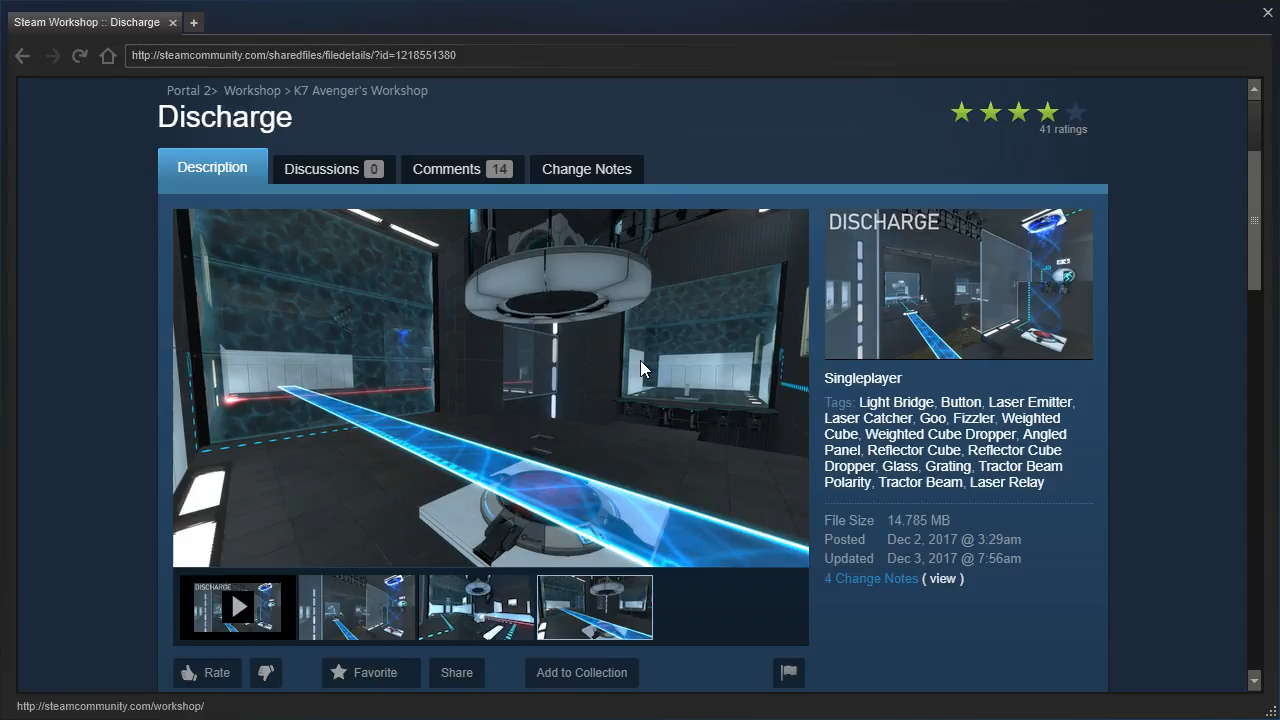 Steam Workshop :: Discharge
http://steamcommunity.com/sharedfiles/filedetails/?id=1218551380
Portal 2> Workshop > K7 Avenger's Workshop
Discharge
41 ratings
Description
Discussions 0
Comments 14
Change Notes
DISCHARGE
Singleplayer
Tags: Light Bridge, Button, Laser Emitter,
Laser Catcher, Goo, Fizzler, Weighted
Cube, Weighted Cube Dropper, Angled
Panel, Reflector Cube, Reflector Cube
Dropper, Glass, Grating, Tractor Beam
Polarity, Tractor Beam, Laser Relay
File Size 14.785 MB
Posted Dec 2, 2017 @ 3:29am
Updated Dec 3, 2017 @ 7:56am
4 Change Notes ( view )
DISCHARGE
Rate
Favorite
Share
Add to Collection
http://steamcommunity.com/workshop/